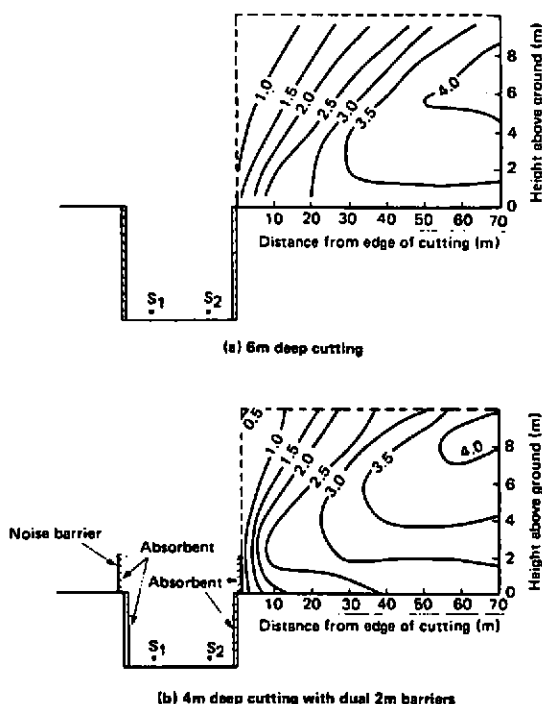 1.0
1.5
2.0
2.5
3.0
3.5
4.0
8
6
4
2
0
Height above ground (m)
10 20 30 40 50 60 70
Distance from edge of cutting (m)
S1 S2
(a) 6m deep cutting
0.5
1.0
1.5
2.0
2.5
3.0
3.5
4.0
8
6
4
2
0
Height above ground (m)
Noise barrier
Absorbent
Absorbent
10 20 30 40 50 60 70
Distance from edge of cutting (m)
S1 S2
(b) 4m deep cutting with dual 2m barriers